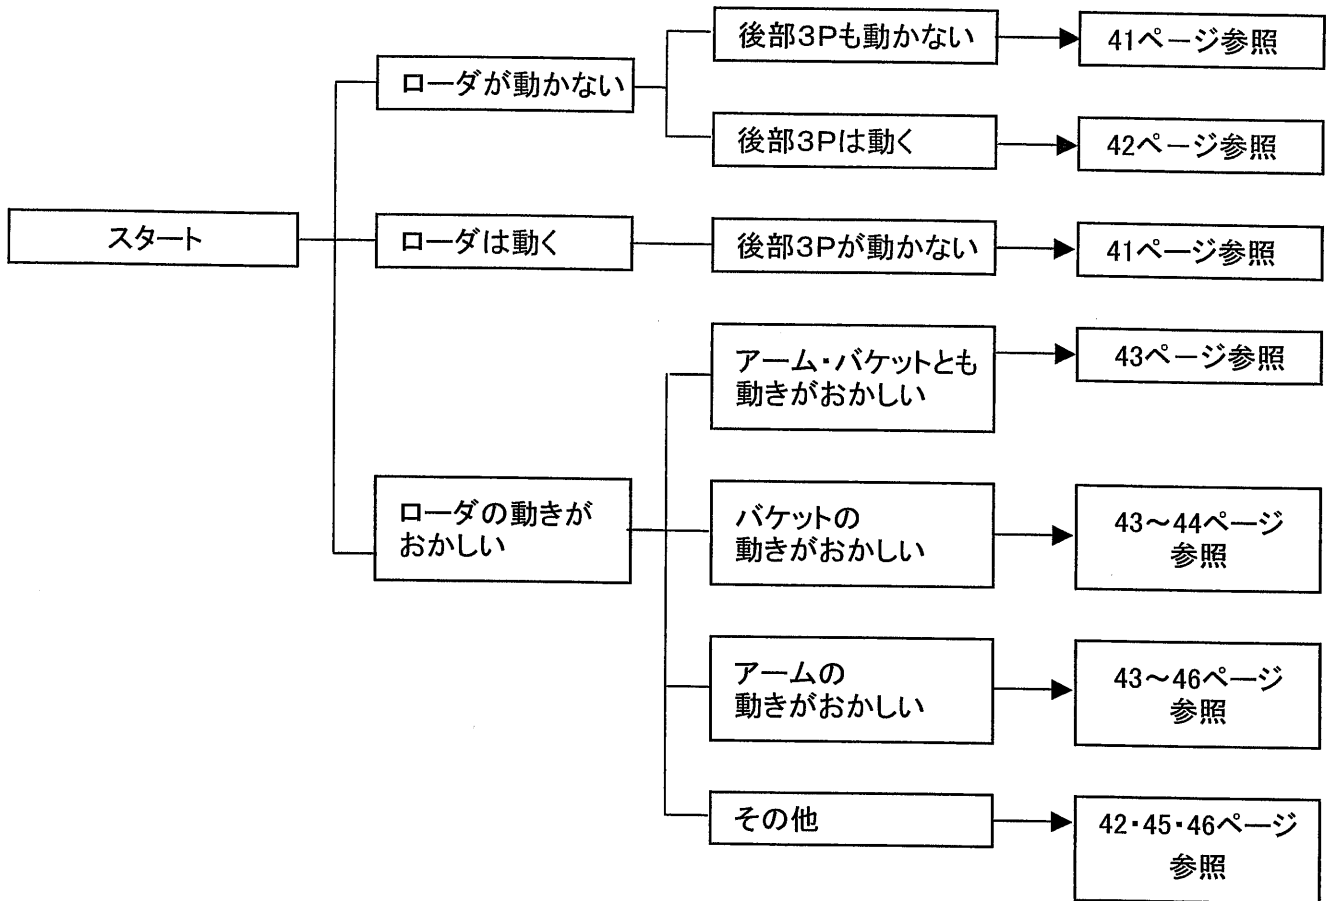 後部3Pも動かない
41ページ参照
ローダが動かない
後部3Pは動く
42ページ参照
スタート
ローダは動く
後部3Pが動かない
41ページ参照
アーム・バケットとも
動きがおかしい
43ページ参照
ローダの動きが
おかしい
バケットの
動きがおかしい
43～44ページ
参照
アームの
動きがおかしい
43～46ページ
参照
その他
42・45・46ページ
参照